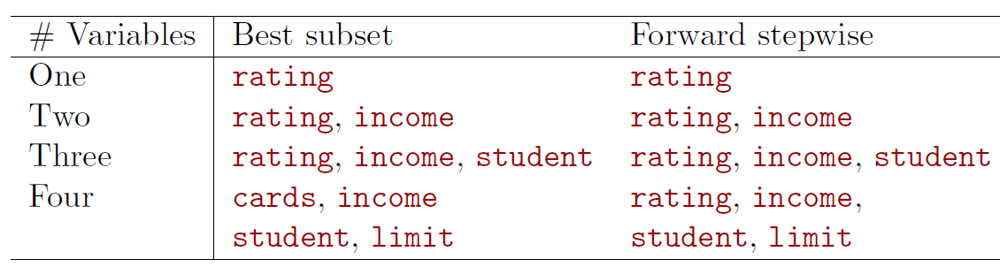 # Variables Best subset Forward stepwise
One rating rating
Two rating, income rating, income
Three rating, income, student rating, income, student
Four cards, income rating, income,
student, limit student, limit